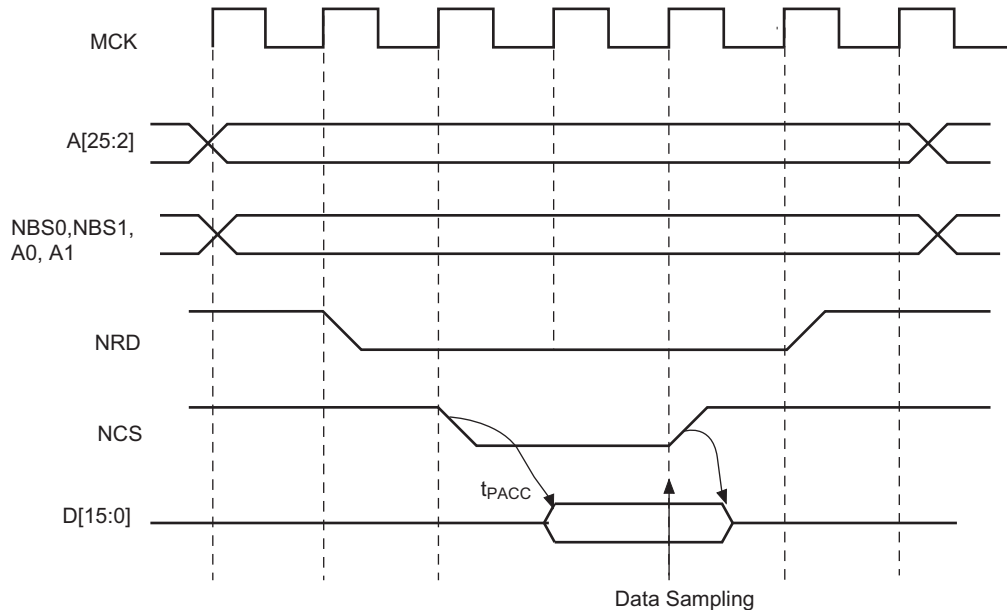 MCK
A[25:2]
NBS0,NBS1,
A0, A1
NRD
NCS
tPACC
D[15:0]
Data Sampling